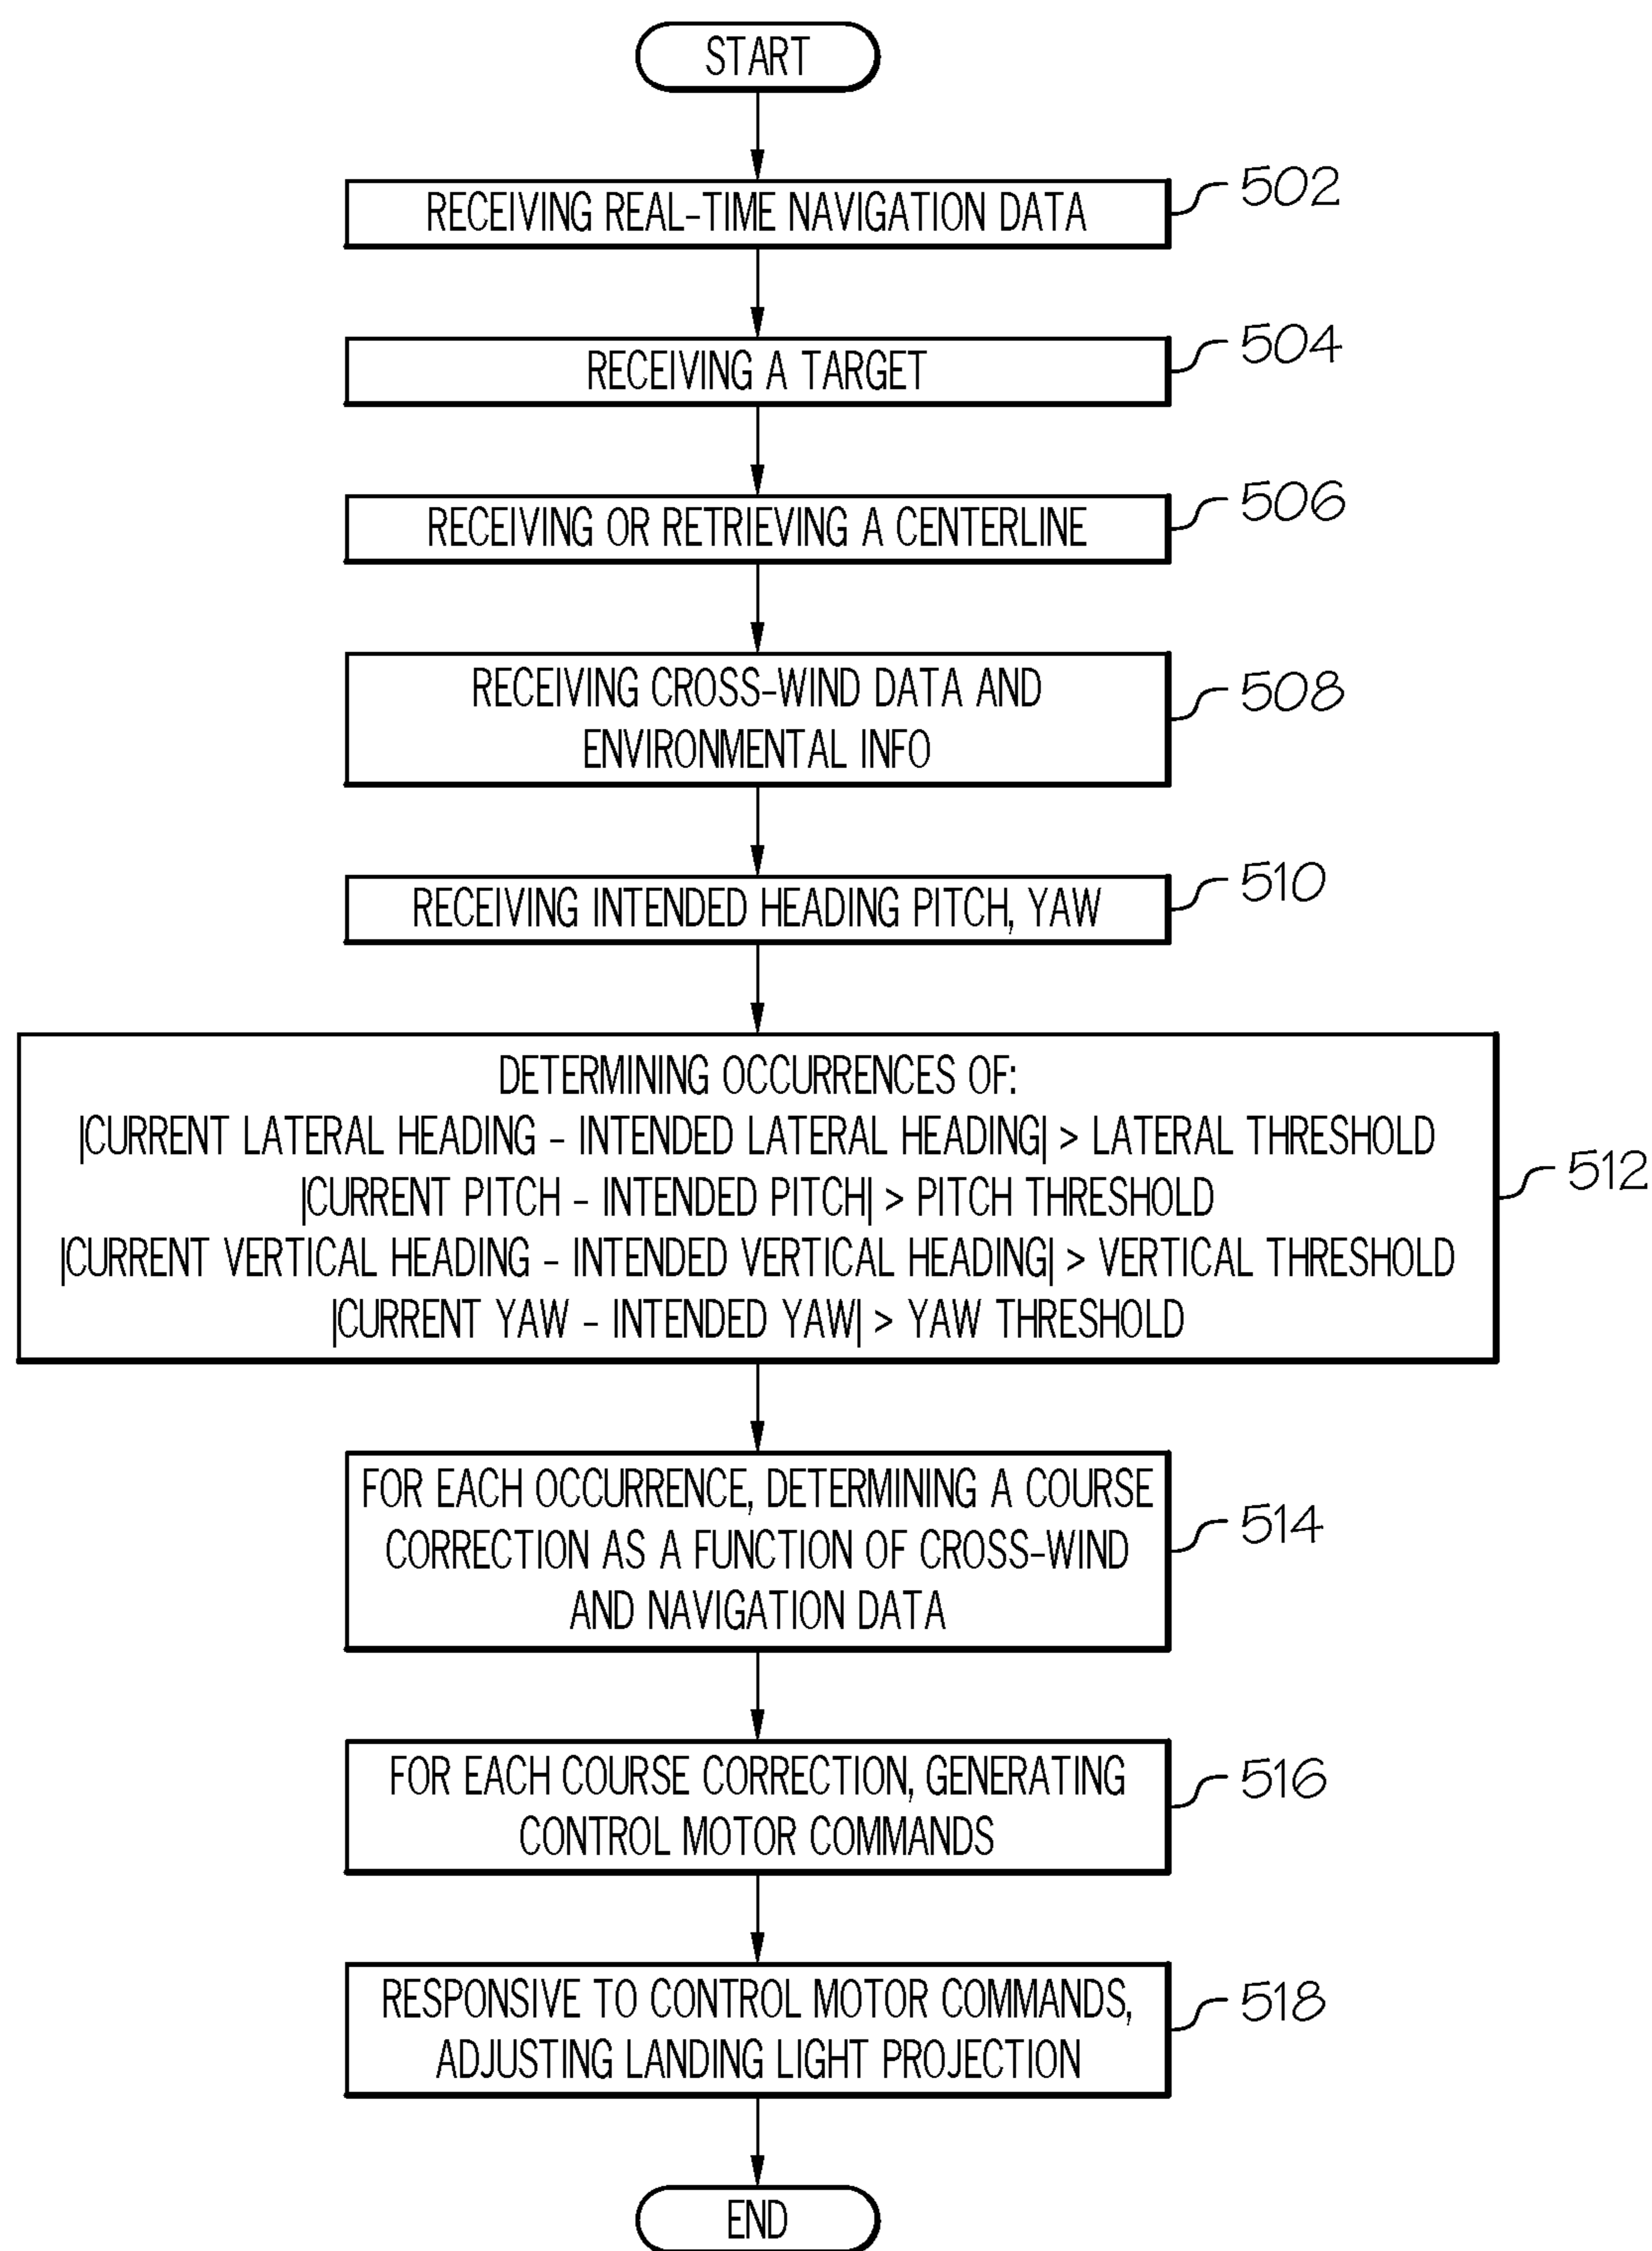 START
RECEIVING REAL-TIME NAVIGATION DATA
502
RECEIVING A TARGET
504
RECEIVING OR RETRIEVING A CENTERLINE
506
RECEIVING CROSS-WIND DATA AND
ENVIRONMENTAL INFO
508
RECEIVING INTENDED HEADING PITCH, YAW
510
DETERMINING OCCURRENCES OF:
|CURRENT LATERAL HEADING - INTENDED LATERAL HEADING| > LATERAL THRESHOLD
|CURRENT PITCH - INTENDED PITCH| > PITCH THRESHOLD
|CURRENT VERTICAL HEADING - INTENDED VERTICAL HEADING| > VERTICAL THRESHOLD
|CURRENT YAW - INTENDED YAW| > YAW THRESHOLD
512
FOR EACH OCCURRENCE, DETERMINING A COURSE
CORRECTION AS A FUNCTION OF CROSS-WIND
AND NAVIGATION DATA
514
FOR EACH COURSE CORRECTION, GENERATING
CONTROL MOTOR COMMANDS
516
RESPONSIVE TO CONTROL MOTOR COMMANDS,
ADJUSTING LANDING LIGHT PROJECTION
518
END